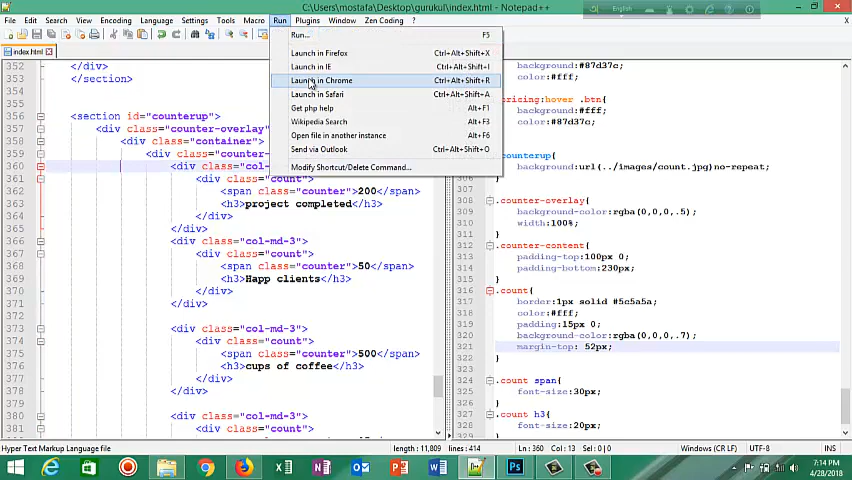 C:\Users\mostafa\Desktop\gurukul\index.html - Notepad++
English
File Edit Search View Encoding Language Settings Tools Macro Run Plugins Window Zen Coding ?
index.html
Run... F5
Launch in Firefox Ctrl+Alt+Shift+X
Launch in IE Ctrl+Alt+Shift+I
Launch in Chrome Ctrl+Alt+Shift+R
Launch in Safari Ctrl+Alt+Shift+A
Get php help Alt+F1
Wikipedia Search Alt+F3
Open file in another instance Alt+F6
Send via Outlook Ctrl+Alt+Shift+O
Modify Shortcut/Delete Command...
352 </div>
353 </section>
354
355
356 <section id="counterup">
357 <div class="counter-overlay"
358 <div class="container">
359 <div class="counter-
360 <div class="col-
361 <div class="count">
362 <span class="counter">200</span>
363 <h3>project completed</h3>
364 </div>
365 </div>
366 <div class="col-md-3">
367 <div class="count">
368 <span class="counter">50</span>
369 <h3>Happ clients</h3>
370 </div>
371 </div>
372
373 <div class="col-md-3">
374 <div class="count">
375 <span class="counter">500</span>
376 <h3>cups of coffee</h3>
377 </div>
378 </div>
379
380 <div class="col-md-3">
381 <div class="count">
background:#87d37c;
color:#fff;
pricing:hover .btn{
background:#fff;
color:#87d37c;
counterup{
background:url(../images/count.jpg)no-repeat;
306 }
307
308 .counter-overlay{
309 background-color:rgba(0,0,0,.5);
310 width:100%;
311 }
312 .counter-content{
313 padding-top:100px 0;
314 padding-bottom:230px;
315 }
316 .count{
317 border:1px solid #5c5a5a;
318 color:#fff;
319 padding:15px 0;
320 background-color:rgba(0,0,0,.7);
321 margin-top: 52px;
322 }
323
324 .count span{
325 font-size:30px;
326 }
327 .count h3{
328 font-size:20px;
329 }
Hyper Text Markup Language file length : 11,809 lines : 414 Ln : 360 Col : 13 Sel : 0 | 0 Windows (CR LF) UTF-8 INS
7:14 PM
4/28/2018